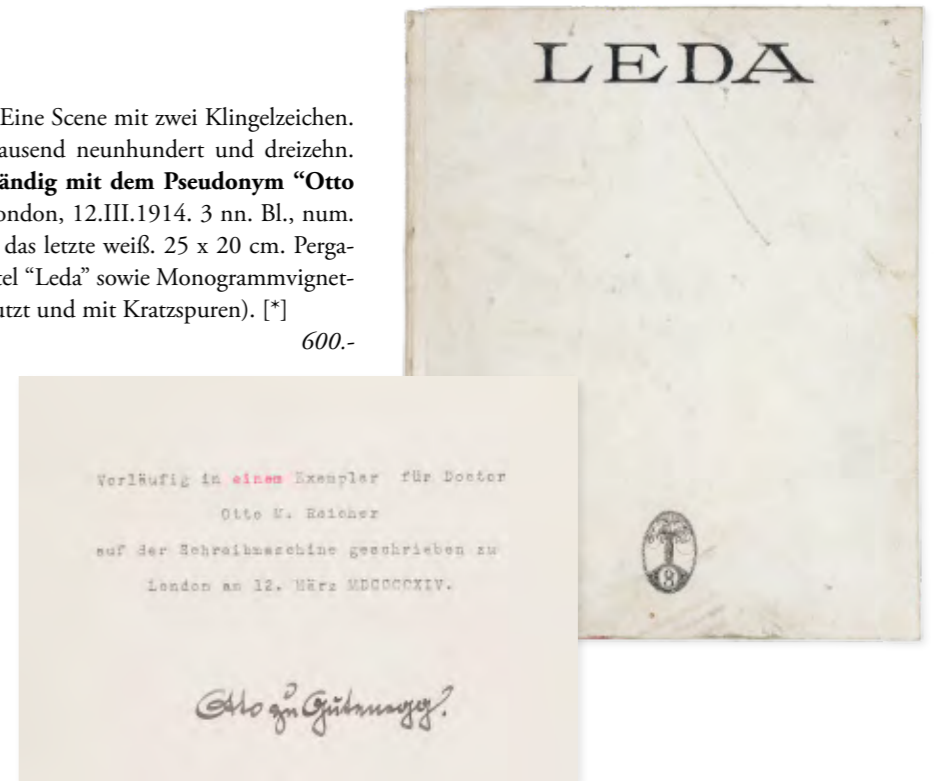 Eine Scene mit zwei Klingelzeichen.
ausend neunhundert und dreizehn.
ändig mit dem Pseudonym “Otto
ondon, 12.III.1914. 3 nn. Bl., num.
das letzte weiß. 25 x 20 cm. Perga-
tel “Leda” sowie Monogrammvignet-
utzt und mit Kratzspuren). [*]
600.-
LEDA
8
Vorläufig in einem Exemplar für Doctor
Otto M. Reicher
auf der Schreibmaschine geschrieben zu
London am 12. März MDCCCCXIV.
Otto zu Gutenegg.